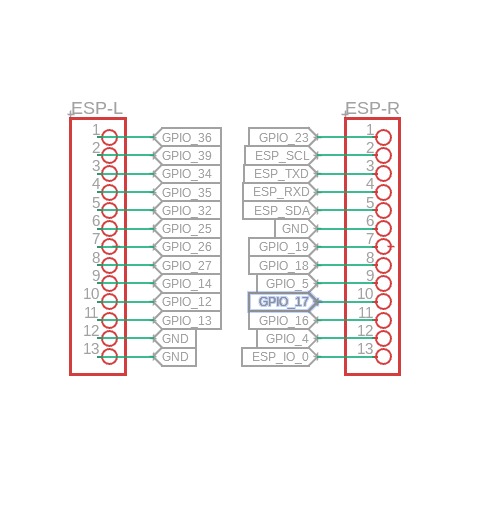 ESP-L
1 GPIO_36
2 GPIO_39
3 GPIO_34
4 GPIO_35
5 GPIO_32
6 GPIO_25
7 GPIO_26
8 GPIO_27
9 GPIO_14
10 GPIO_12
11 GPIO_13
12 GND
13 GND
ESP-R
GPIO_23 1
ESP_SCL 2
ESP_TXD 3
ESP_RXD 4
ESP_SDA 5
GND 6
GPIO_19 7
GPIO_18 8
GPIO_5 9
GPIO_17 10
GPIO_16 11
GPIO_4 12
ESP_IO_0 13